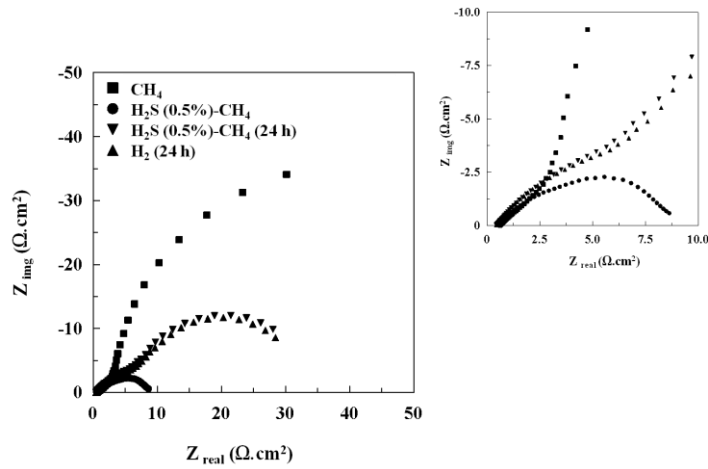 -50
-40
-30
-20
-10
0
Z img (Ω.cm²)
CH₄
H₂S (0.5%)-CH₄
H₂S (0.5%)-CH₄ (24 h)
H₂ (24 h)
0 10 20 30 40 50
Z real (Ω.cm²)
-10.0
-7.5
-5.0
-2.5
0
Z img (Ω.cm²)
0 2.5 5.0 7.5 10.0
Z real (Ω.cm²)